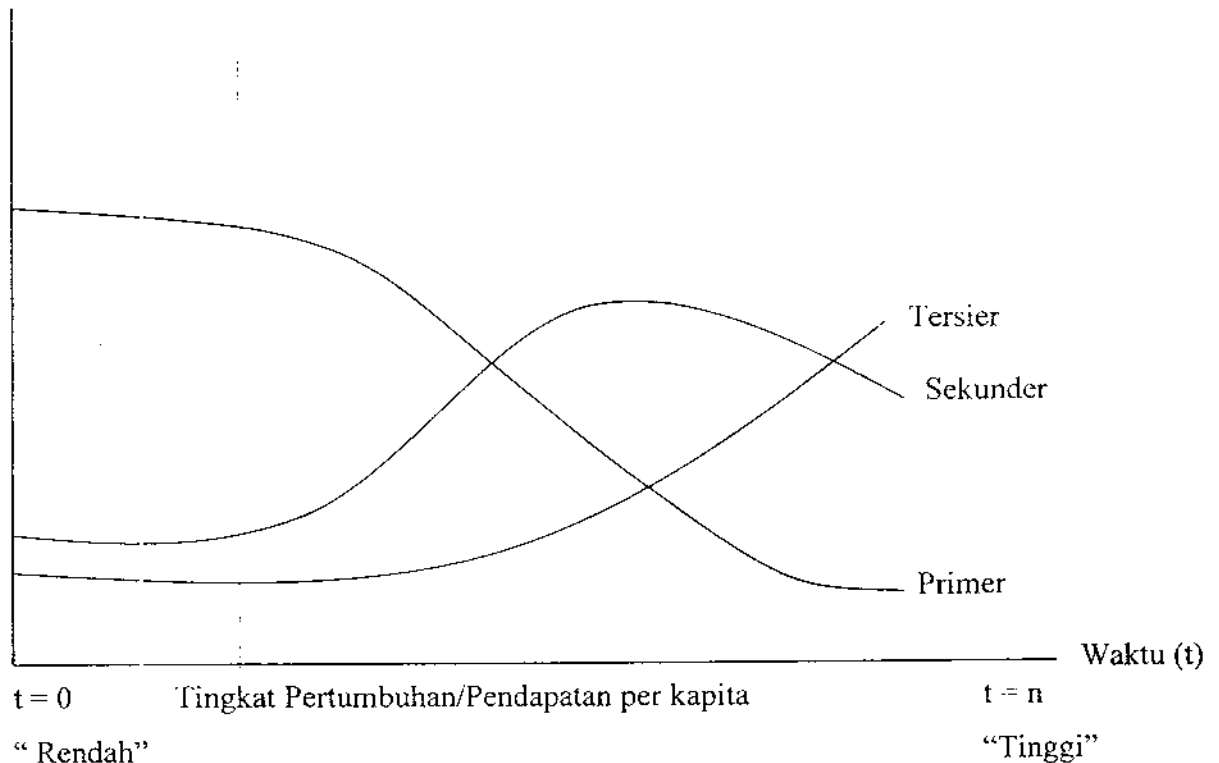 Tersier
Sekunder
Primer
Waktu (t)
t = 0 Tingkat Pertumbuhan/Pendapatan per kapita t = n
“ Rendah” “Tinggi”